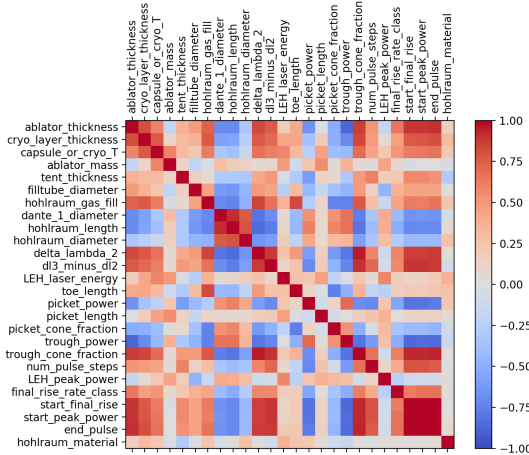 ablator_thickness
cryo_layer_thickness
capsule_or_cryo_T
ablator_mass
tent_thickness
filltube_diameter
hohlraum_gas_fill
dante_1_diameter
hohlraum_length
hohlraum_diameter
delta_lambda_2
dl3_minus_dl2
LEH_laser_energy
toe_length
picket_power
picket_length
picket_cone_fraction
trough_power
trough_cone_fraction
num_pulse_steps
LEH_peak_power
final_rise_rate_class
start_final_rise
start_peak_power
end_pulse
hohlraum_material
ablator_thickness
cryo_layer_thickness
capsule_or_cryo_T
ablator_mass
tent_thickness
filltube_diameter
hohlraum_gas_fill
dante_1_diameter
hohlraum_length
hohlraum_diameter
delta_lambda_2
dl3_minus_dl2
LEH_laser_energy
toe_length
picket_power
picket_length
picket_cone_fraction
trough_power
trough_cone_fraction
num_pulse_steps
LEH_peak_power
final_rise_rate_class
start_final_rise
start_peak_power
end_pulse
hohlraum_material
1.00
0.75
0.50
0.25
0.00
−0.25
−0.50
−0.75
−1.00